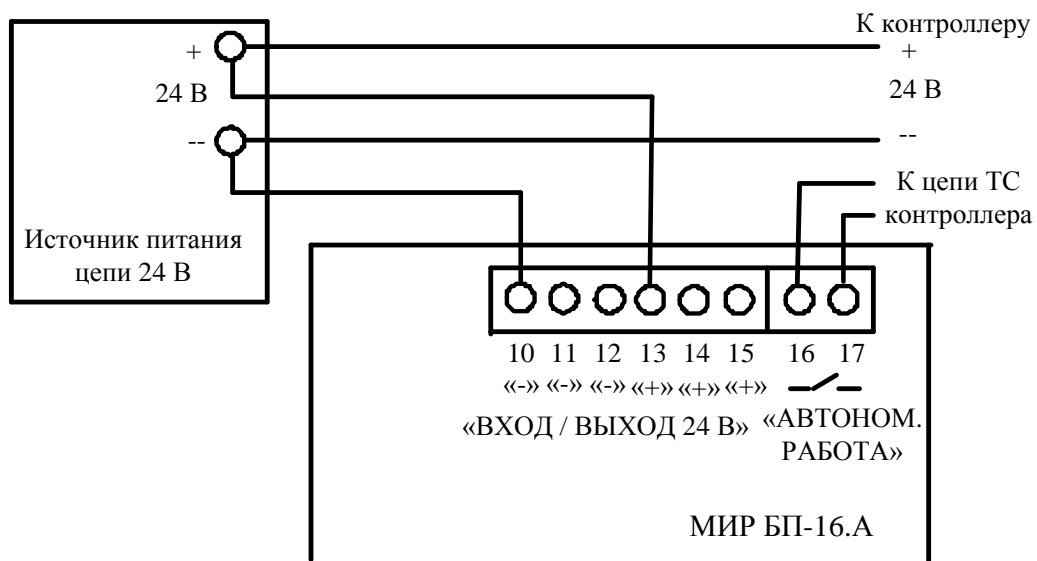 К контроллеру
+
24 В
--
+
24 В
--
К цепи ТС
контроллера
Источник питания
цепи 24 В
10 11 12 13 14 15 16 17
«-» «-» «-» «+» «+» «+»
«ВХОД / ВЫХОД 24 В»
«АВТОНОМ.
РАБОТА»
МИР БП-16.А